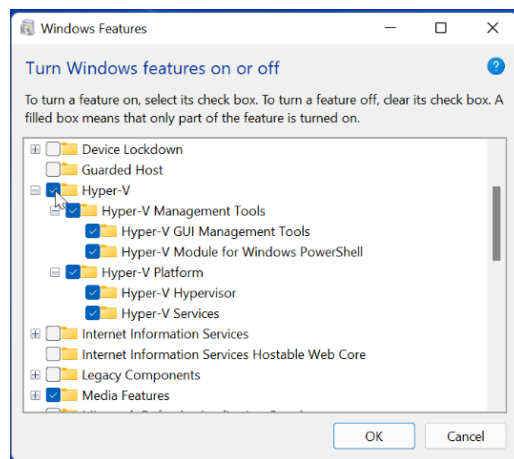 Windows Features
Turn Windows features on or off
?
To turn a feature on, select its check box. To turn a feature off, clear its check box. A
filled box means that only part of the feature is turned on.
Device Lockdown
Guarded Host
Hyper-V
Hyper-V Management Tools
Hyper-V GUI Management Tools
Hyper-V Module for Windows PowerShell
Hyper-V Platform
Hyper-V Hypervisor
Hyper-V Services
Internet Information Services
Internet Information Services Hostable Web Core
Legacy Components
Media Features
OK
Cancel